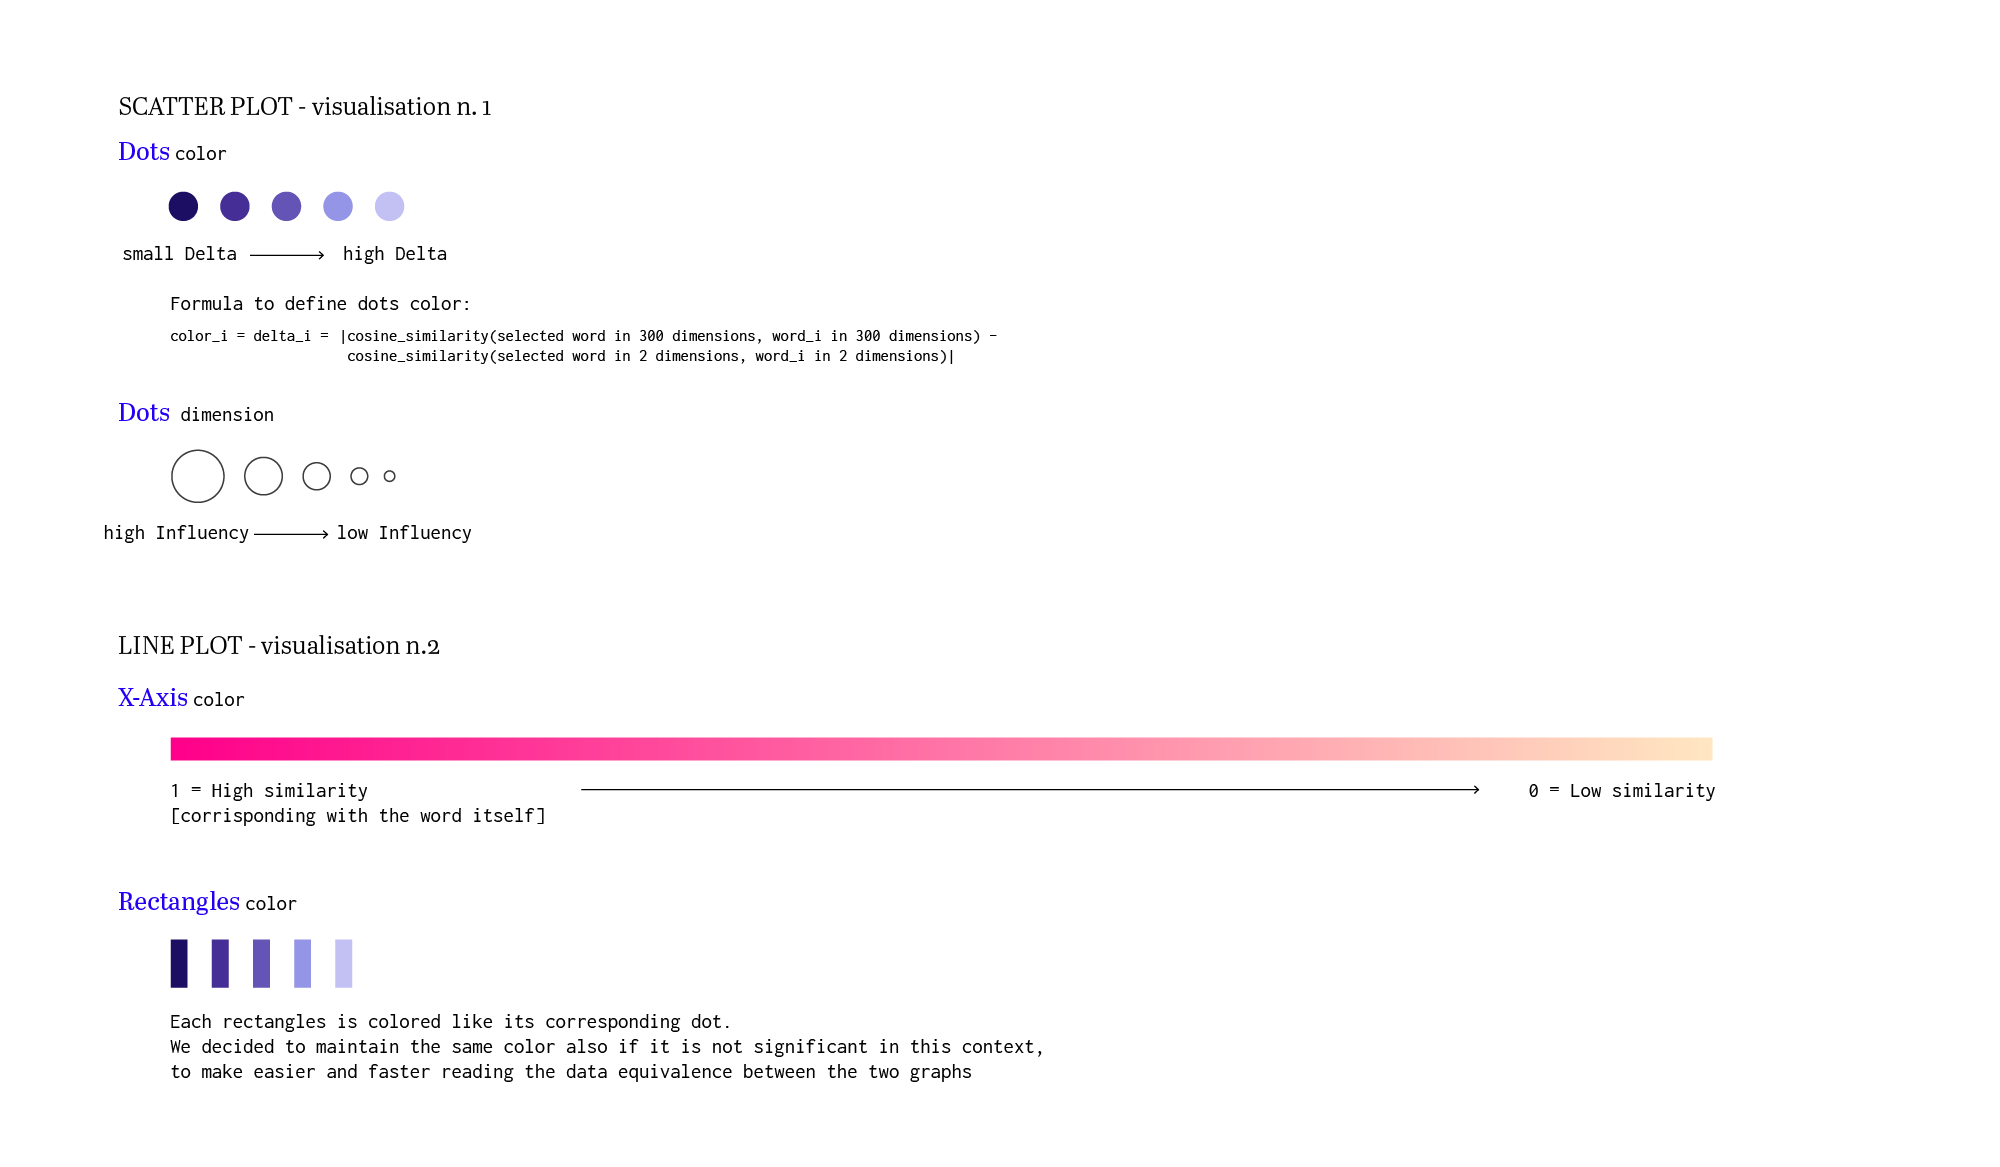 SCATTER PLOT - visualisation n. 1
Dots color
small Delta high Delta
Formula to define dots color:
color_i = delta_i = |cosine_similarity(selected word in 300 dimensions, word_i in 300 dimensions) -
cosine_similarity(selected word in 2 dimensions, word_i in 2 dimensions)|
Dots dimension
high Influency low Influency
LINE PLOT - visualisation n.2
X-Axis color
1 = High similarity 0 = Low similarity
[corrisponding with the word itself]
Rectangles color
Each rectangles is colored like its corresponding dot.
We decided to maintain the same color also if it is not significant in this context,
to make easier and faster reading the data equivalence between the two graphs